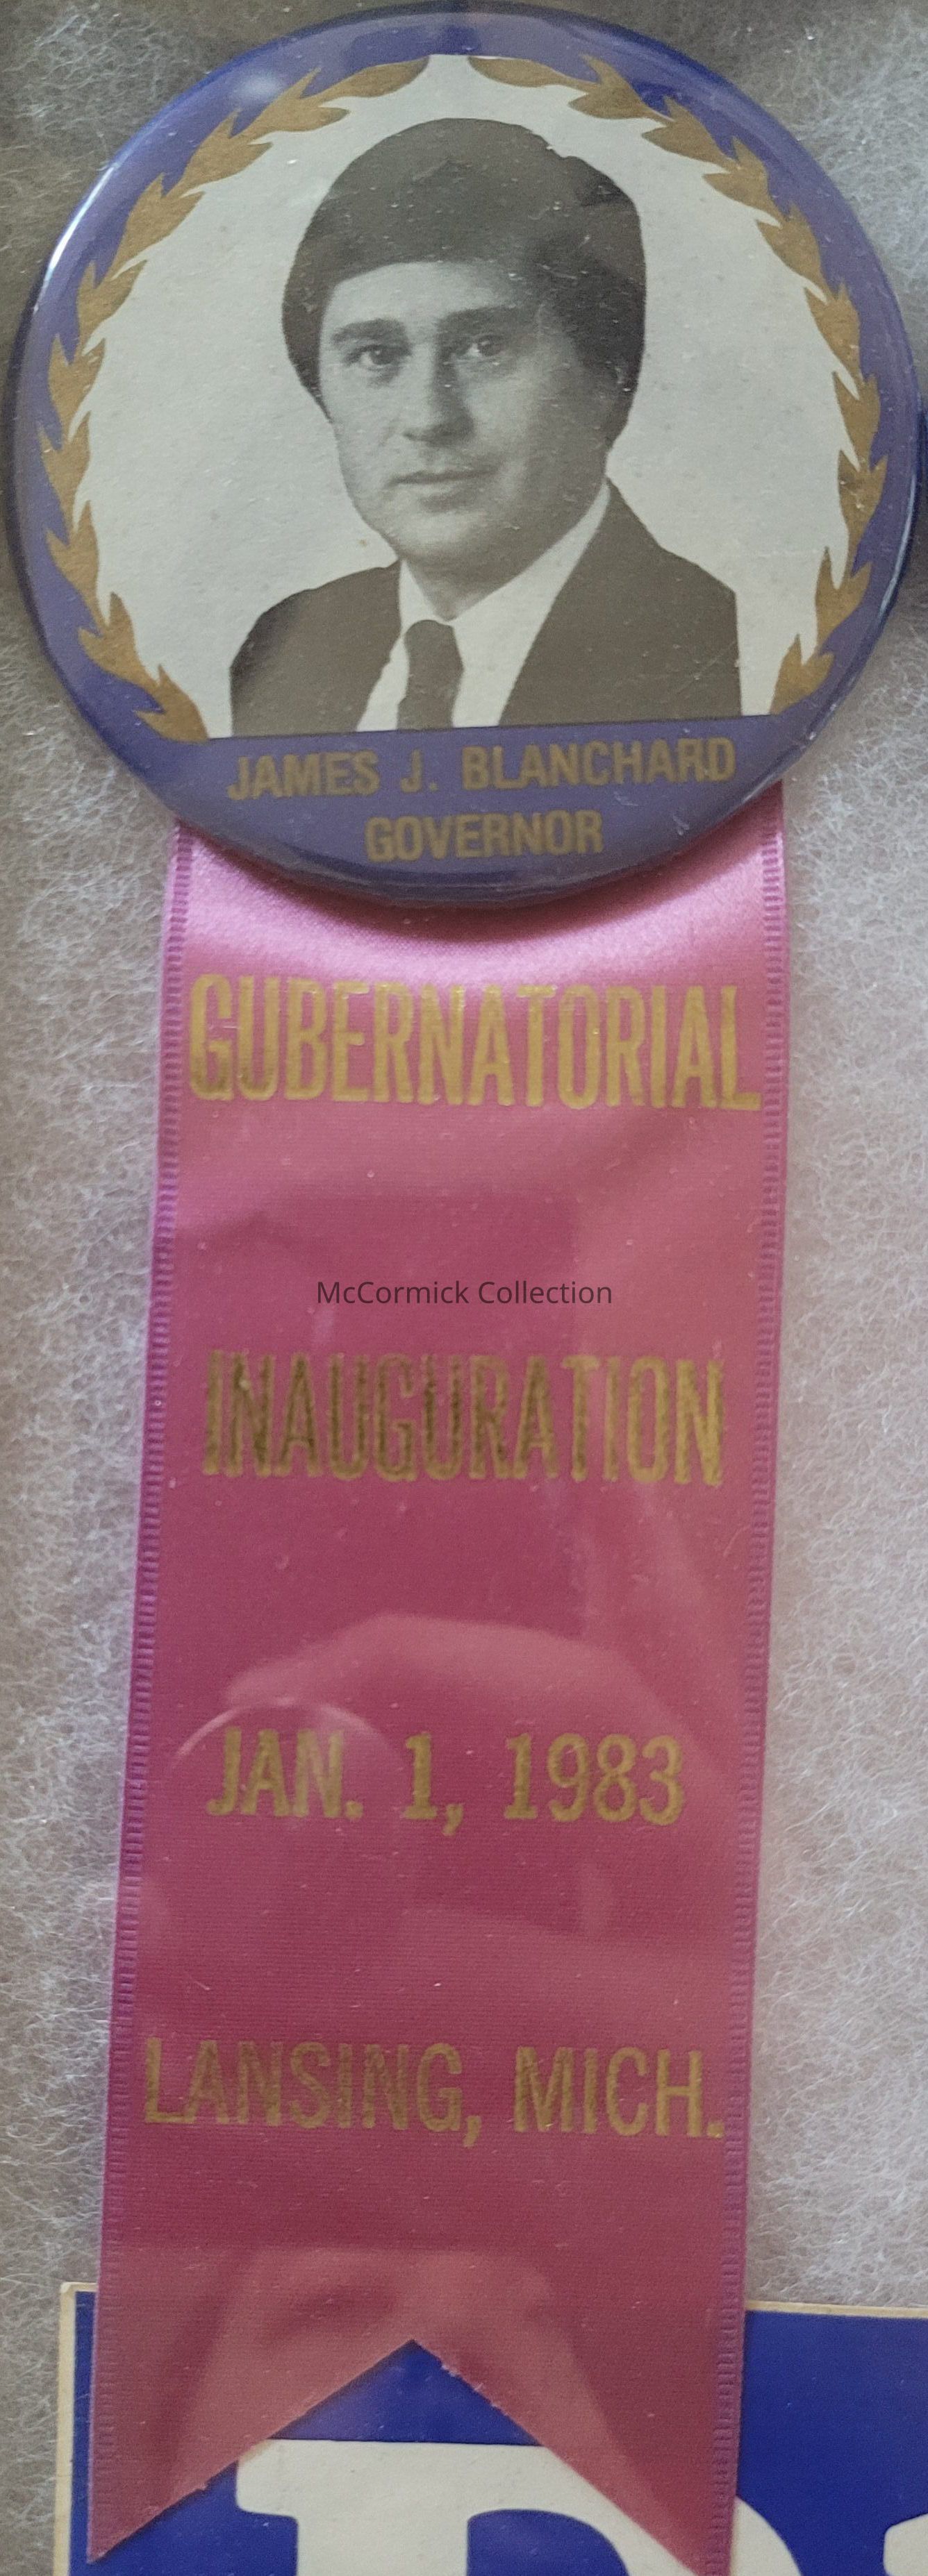 JAMES J. BLANCHARD
GOVERNOR
GUBERNATORIAL
McCormick Collection
INAUGURATION
JAN. 1, 1983
LANSING, MICH.